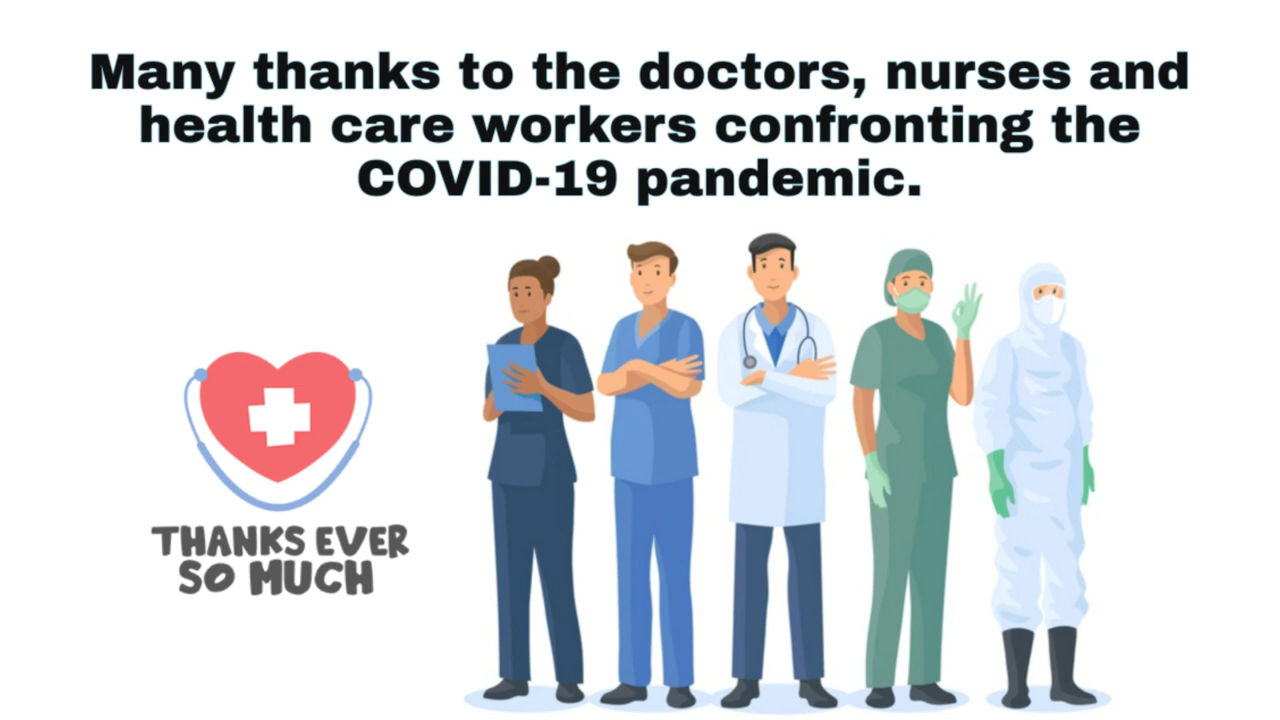 Many thanks to the doctors, nurses and
health care workers confronting the
COVID-19 pandemic.
THANKS EVER
SO MUCH